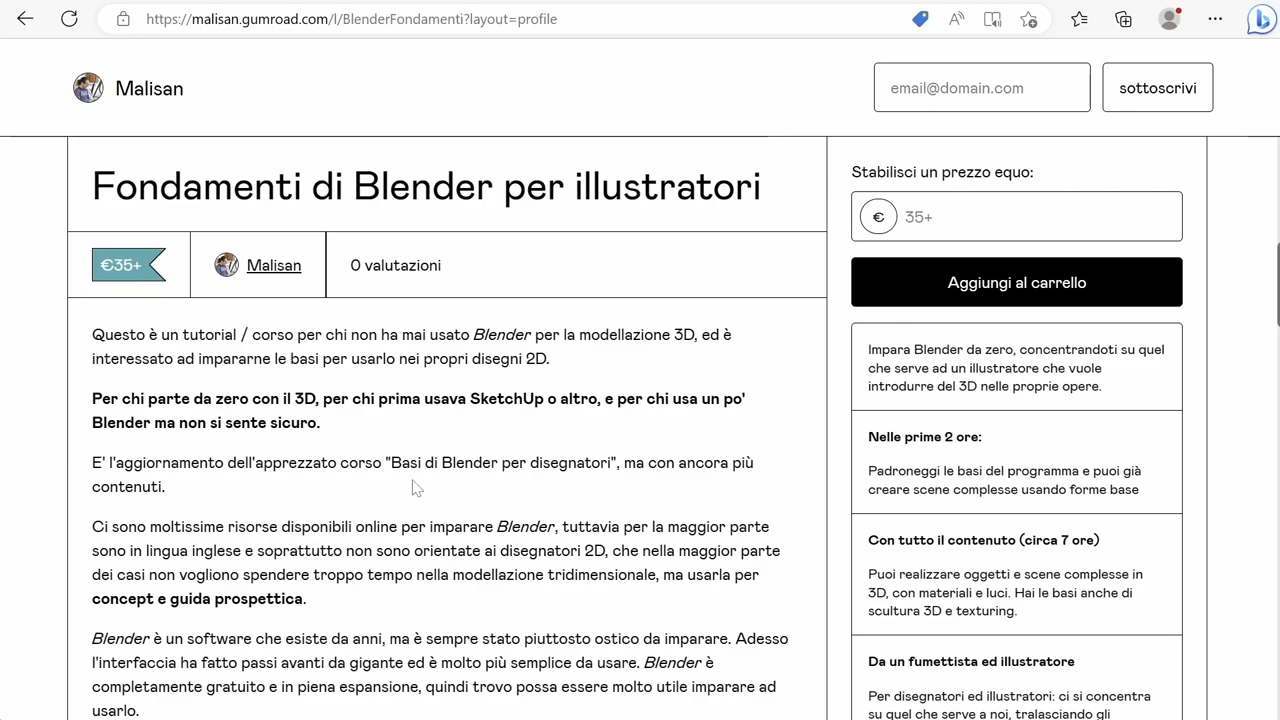 https://malisan.gumroad.com/l/BlenderFondamenti?layout=profile
Malisan
email@domain.com
sottoscrivi
Fondamenti di Blender per illustratori
€35+
Malisan
0 valutazioni
Questo è un tutorial / corso per chi non ha mai usato Blender per la modellazione 3D, ed è
interessato ad impararne le basi per usarlo nei propri disegni 2D.
Per chi parte da zero con il 3D, per chi prima usava SketchUp o altro, e per chi usa un po'
Blender ma non si sente sicuro.
E' l'aggiornamento dell'apprezzato corso "Basi di Blender per disegnatori", ma con ancora più
contenuti.
Ci sono moltissime risorse disponibili online per imparare Blender, tuttavia per la maggior parte
sono in lingua inglese e soprattutto non sono orientate ai disegnatori 2D, che nella maggior parte
dei casi non vogliono spendere troppo tempo nella modellazione tridimensionale, ma usarla per
concept e guida prospettica.
Blender è un software che esiste da anni, ma è sempre stato piuttosto ostico da imparare. Adesso
l'interfaccia ha fatto passi avanti da gigante ed è molto più semplice da usare. Blender è
completamente gratuito e in piena espansione, quindi trovo possa essere molto utile imparare ad
usarlo.
Stabilisci un prezzo equo:
€ 35+
Aggiungi al carrello
Impara Blender da zero, concentrandoti su quel
che serve ad un illustratore che vuole
introdurre del 3D nelle proprie opere.
Nelle prime 2 ore:
Padroneggi le basi del programma e puoi già
creare scene complesse usando forme base
Con tutto il contenuto (circa 7 ore)
Puoi realizzare oggetti e scene complesse in
3D, con materiali e luci. Hai le basi anche di
scultura 3D e texturing.
Da un fumettista ed illustratore
Per disegnatori ed illustratori: ci si concentra
su quel che serve a noi, tralasciando gli